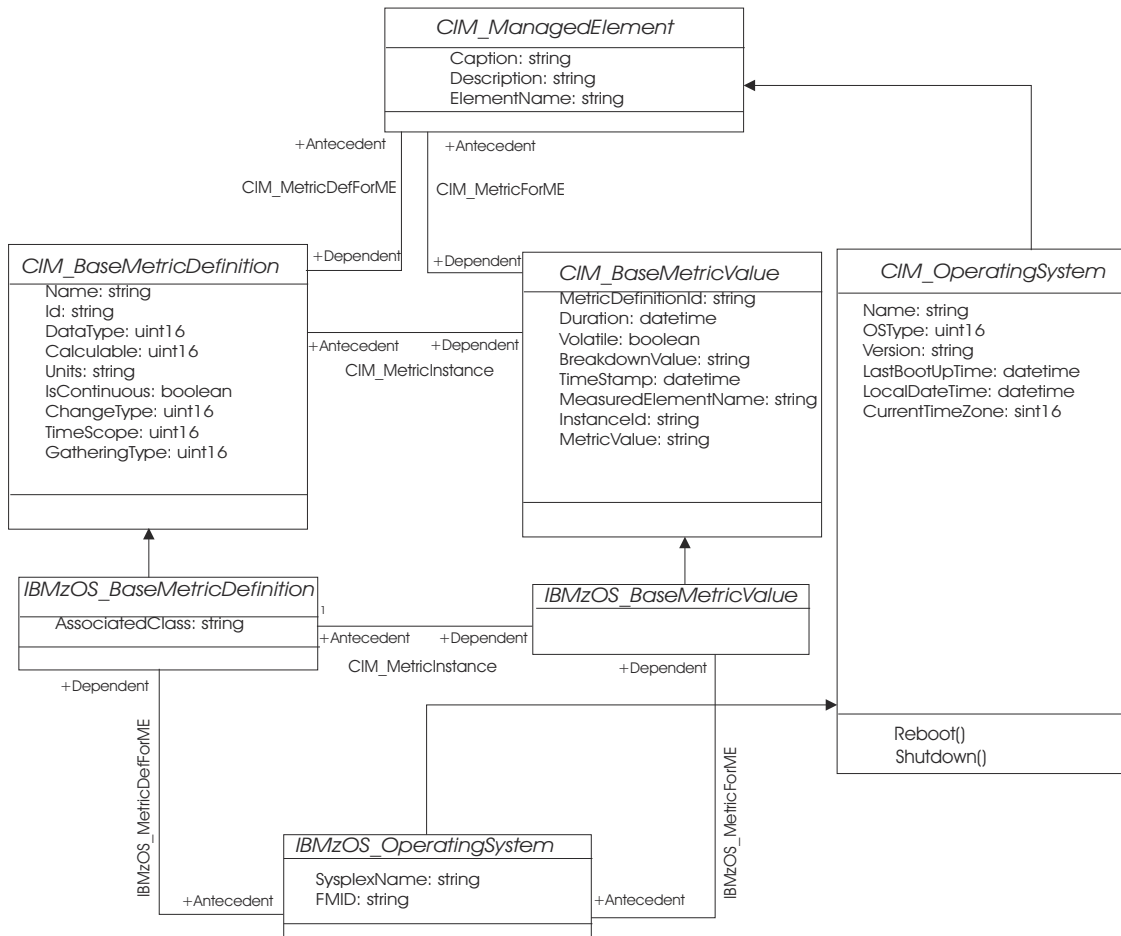 CIM_ManagedElement
Caption: string
Description: string
ElementName: string
+Antecedent
+Antecedent
CIM_MetricDefForME
CIM_MetricForME
+Dependent
+Dependent
CIM_BaseMetricDefinition
Name: string
Id: string
DataType: uint16
Calculable: uint16
Units: string
IsContinuous: boolean
ChangeType: uint16
TimeScope: uint16
GatheringType: uint16
+Antecedent
+Dependent
CIM_MetricInstance
CIM_BaseMetricValue
MetricDefinitionId: string
Duration: datetime
Volatile: boolean
BreakdownValue: string
TimeStamp: datetime
MeasuredElementName: string
InstanceId: string
MetricValue: string
CIM_OperatingSystem
Name: string
OSType: uint16
Version: string
LastBootUpTime: datetime
LocalDateTime: datetime
CurrentTimeZone: sint16
Reboot()
Shutdown()
IBMzOS_BaseMetricDefinition
AssociatedClass: string
1
+Antecedent
+Dependent
CIM_MetricInstance
IBMzOS_BaseMetricValue
+Dependent
+Dependent
IBMzOS_MetricDefForME
IBMzOS_MetricForME
IBMzOS_OperatingSystem
SysplexName: string
FMID: string
+Antecedent
+Antecedent